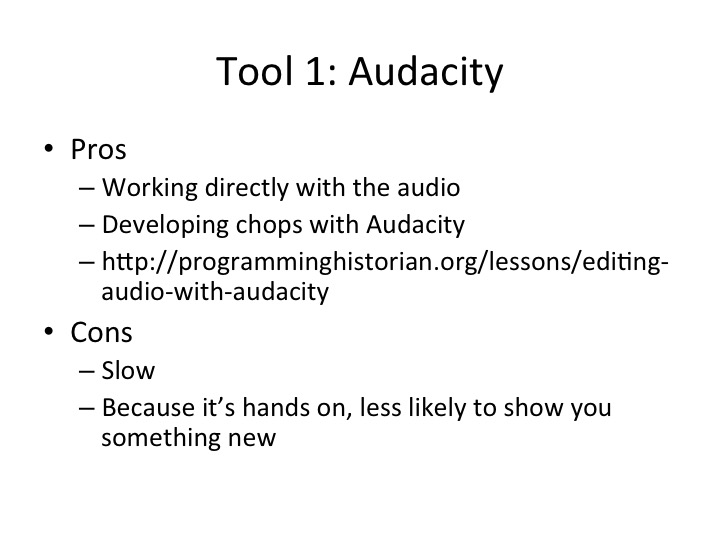 Tool 1: Audacity
• Pros
– Working directly with the audio
– Developing chops with Audacity
– http://programminghistorian.org/lessons/editing-
audio-with-audacity
• Cons
– Slow
– Because it’s hands on, less likely to show you
something new